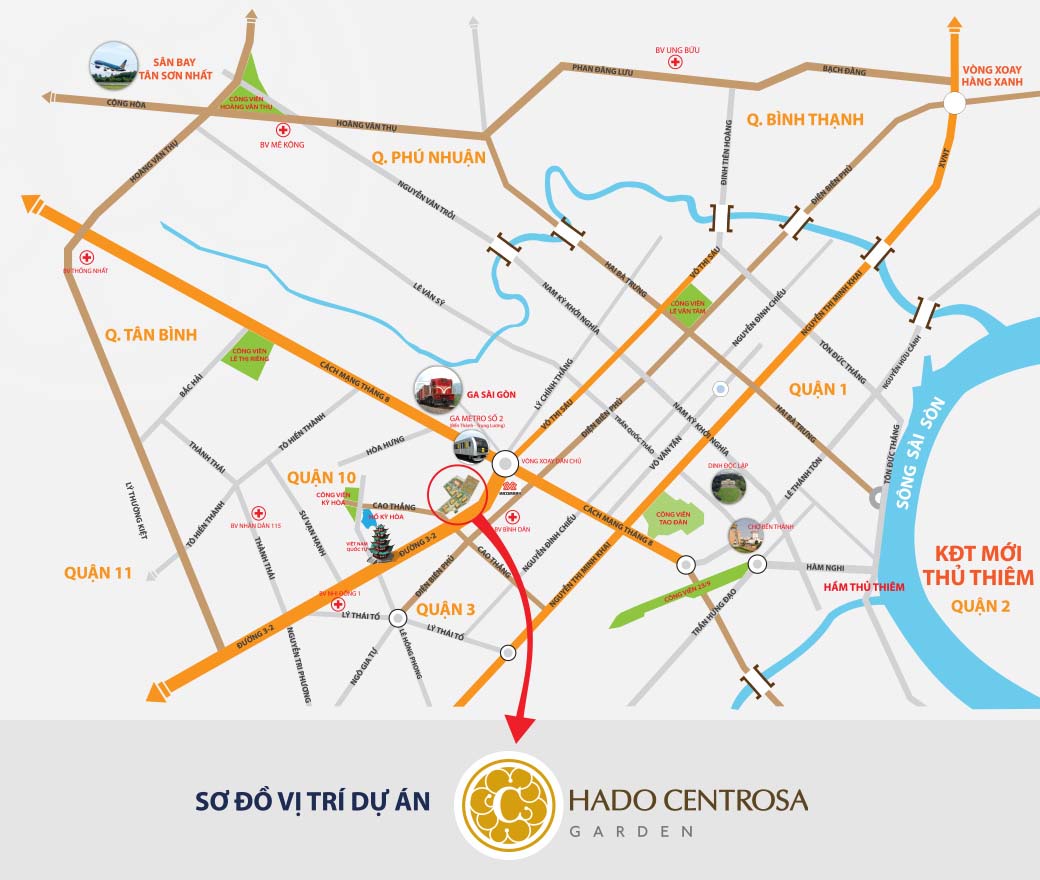 BV UNG BỨU
SÂN BAY
TÂN SƠN NHẤT
PHAN ĐĂNG LƯU
BẠCH ĐẰNG
VÒNG XOAY
HÀNG XANH
CÔNG VIÊN
HOÀNG VĂN THỤ
CỘNG HÒA
HOÀNG VĂN THỤ
Q. BÌNH THẠNH
BV MÊ KÔNG
Q. PHÚ NHUẬN
HOÀNG VĂN THỤ
ĐINH TIÊN HOÀNG
XVNT
NGUYỄN VĂN TRỖI
ĐIỆN BIÊN PHỦ
BV THỐNG NHẤT
HAI BÀ TRƯNG
VÕ THỊ SÁU
LÊ VĂN SỸ
NAM KỲ KHỞI NGHĨA
CÔNG VIÊN
LÊ VĂN TÁM
NGUYỄN ĐÌNH CHIỂU
NGUYỄN THỊ MINH KHAI
Q. TÂN BÌNH
CÔNG VIÊN
LÊ THỊ RIÊNG
TÔN ĐỨC THẮNG
NGUYỄN HỮU CẢNH
CÁCH MẠNG THÁNG 8
BẮC HẢI
GA SÀI GÒN
LÝ CHÍNH THẮNG
QUẬN 1
GA METRO SỐ 2
(Bến Thành - Trung Lương)
VÕ THỊ SÁU
ĐIỆN BIÊN PHỦ
TRẦN QUỐC THẢO
NAM KỲ KHỞI NGHĨA
HAI BÀ TRƯNG
TÔ HIẾN THÀNH
HÒA HƯNG
VÕ VĂN TẦN
TÔN ĐỨC THẮNG
SÔNG SÀI SÒN
THÀNH THÁI
VÒNG XOAY DÂN CHỦ
DINH ĐỘC LẬP
LÊ THÁNH TÔN
QUẬN 10
CÔNG VIÊN
KỲ HÒA
CAO THẮNG
HỒ KỲ HÒA
LÝ THƯỜNG KIỆT
TÔ HIẾN THÀNH
BV NHÂN DÂN 115
SƯ VẠN HẠNH
BV BÌNH DÂN
CÁCH MẠNG THÁNG 8
CÔNG VIÊN
TAO ĐÀN
CHỢ BẾN THÀNH
NGUYỄN ĐÌNH CHIỂU
VIỆT NAM
QUỐC TỰ
ĐƯỜNG 3-2
THÀNH THÁI
CAO THẮNG
ĐIỆN BIÊN PHỦ
NGUYỄN THỊ MINH KHAI
KĐT MỚI
THỦ THIÊM
QUẬN 2
QUẬN 11
HÀM NGHI
HẦM THỦ THIÊM
CÔNG VIÊN 23/9
BV NHI ĐỒNG 1
LÝ THÁI TỔ
QUẬN 3
LÝ THÁI TỔ
TRẦN HƯNG ĐẠO
ĐƯỜNG 3-2
NGUYỄN TRI PHƯƠNG
NGÔ GIA TỰ
LÊ HỒNG PHONG
SƠ ĐỒ VỊ TRÍ DỰ ÁN
C
HADO CENTROSA
GARDEN